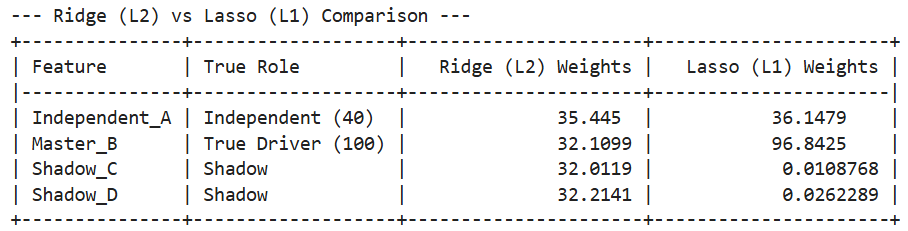 --- Ridge (L2) vs Lasso (L1) Comparison ---
+---------------+-------------------+----------------------+----------------------+
| Feature       | True Role         |   Ridge (L2) Weights |   Lasso (L1) Weights |
|---------------+-------------------+----------------------+----------------------|
| Independent_A | Independent (40)  |              35.445  |           36.1479    |
| Master_B      | True Driver (100) |              32.1099 |           96.8425    |
| Shadow_C      | Shadow            |              32.0119 |            0.0108768 |
| Shadow_D      | Shadow            |              32.2141 |            0.0262289 |
+---------------+-------------------+----------------------+----------------------+